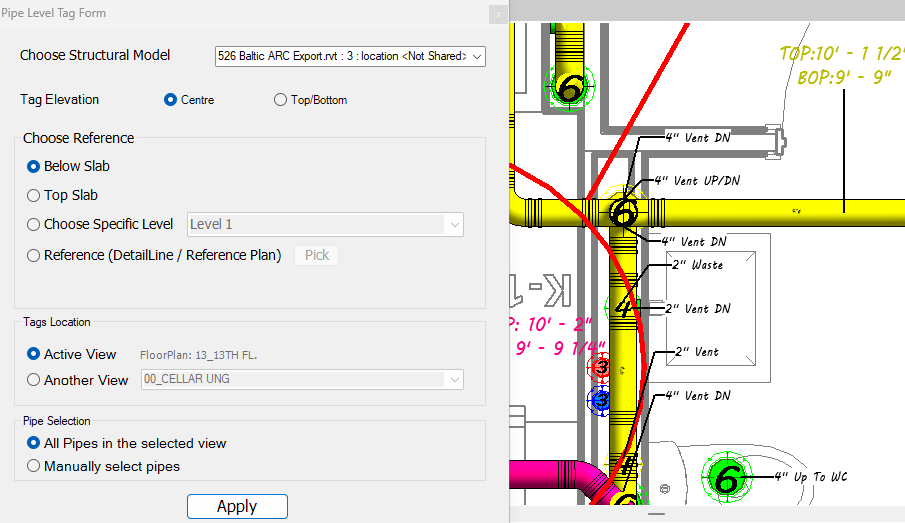 Pipe Level Tag Form
x
Choose Structural Model
526 Baltic ARC Export.rvt : 3 : location <Not Shared>
Tag Elevation
Centre
Top/Bottom
Choose Reference
Below Slab
Top Slab
Choose Specific Level
Level 1
Reference (DetailLine / Reference Plan)
Pick
Tags Location
Active View
FloorPlan: 13_13TH FL.
Another View
00_CELLAR UNG
Pipe Selection
All Pipes in the selected view
Manually select pipes
Apply
6
TOP:10' - 1 1/2"
BOP:9' - 9"
4" Vent DN
4" Vent UP/DN
6
4" Vent DN
2" Waste
K-1
4
2" Vent DN
P: 10' - 2"
9' - 9 1/4"
2" Vent
3
3
4" Vent DN
6
4" Up To WC